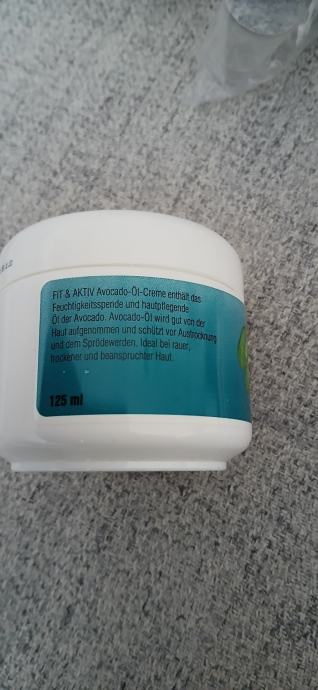 FIT & AKTIV Avocado-Öl-Creme enthält das
Feuchtigkeitsspende und hautpflegende
Öl der Avocado. Avocado-Öl wird gut von der
Haut aufgenommen und schützt vor Austrocknung
und dem Sprödewerden. Ideal bei rauer,
trockener und beanspruchter Haut.
125 ml